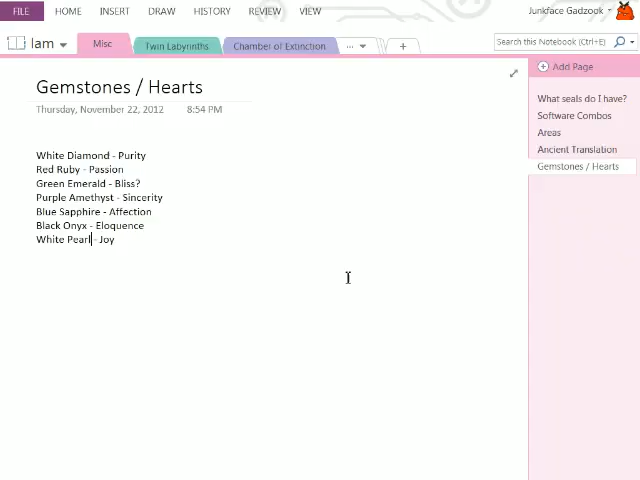 FILE HOME INSERT DRAW HISTORY REVIEW VIEW Junkface Gadzook
lam Misc Twin Labyrinths Chamber of Extinction ... + Search this Notebook (Ctrl+E)
Gemstones / Hearts
Thursday, November 22, 2012 8:54 PM
White Diamond - Purity
Red Ruby - Passion
Green Emerald - Bliss?
Purple Amethyst - Sincerity
Blue Sapphire - Affection
Black Onyx - Eloquence
White Pearl - Joy
Add Page
What seals do I have?
Software Combos
Areas
Ancient Translation
Gemstones / Hearts